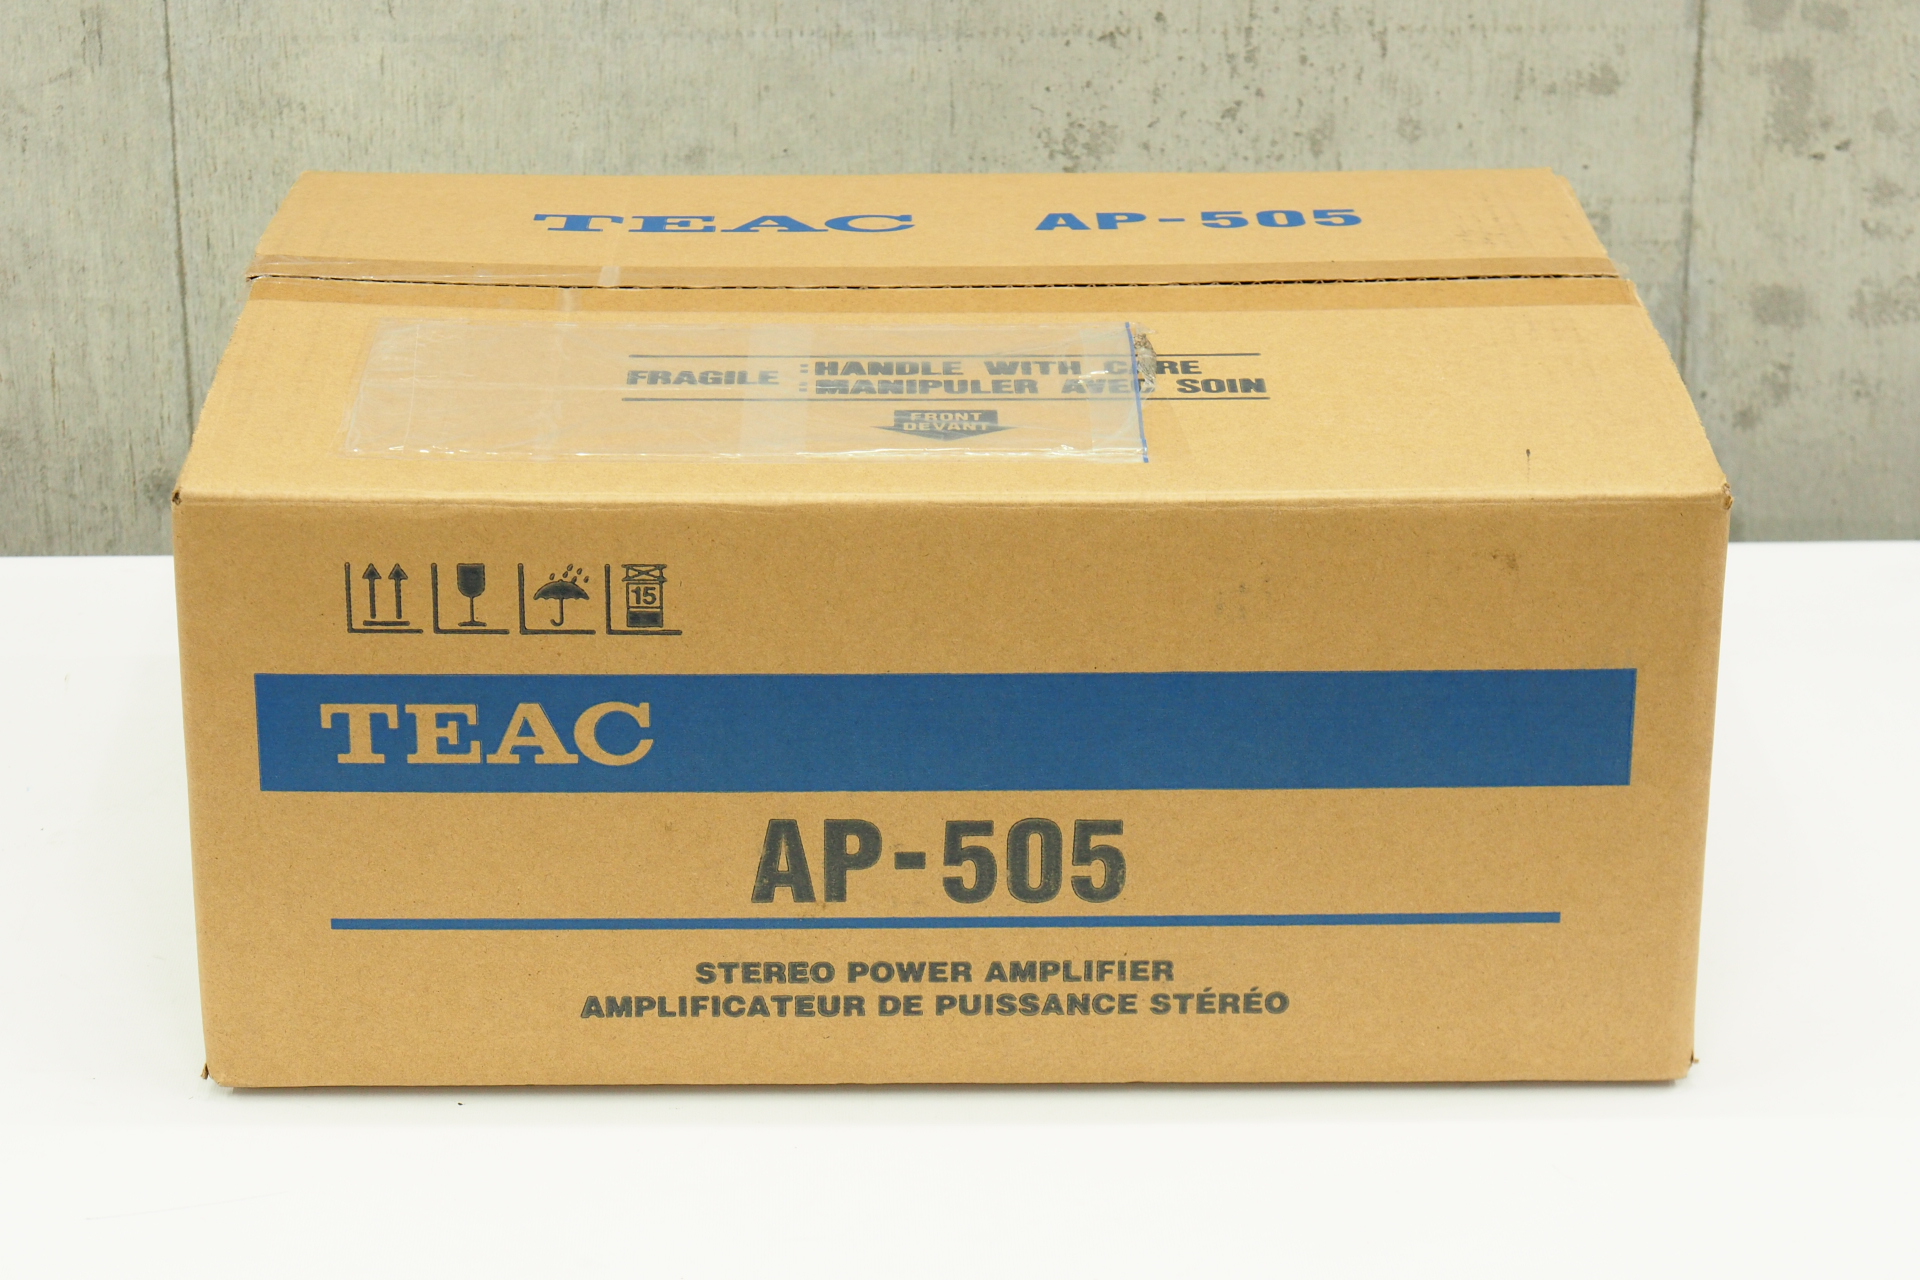 TEAC AP-505
FRAGILE : HANDLE WITH CARE
: MANIPULER AVEC SOIN
FRONT
DEVANT
15
TEAC
AP-505
STEREO POWER AMPLIFIER
AMPLIFICATEUR DE PUISSANCE STÉRÉO